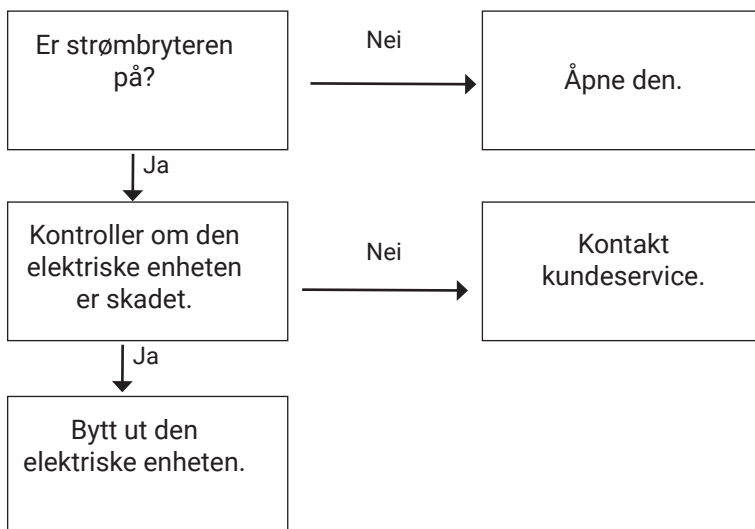 Er strømbryteren
på?
Nei
Åpne den.
Ja
Kontroller om den
elektriske enheten
er skadet.
Nei
Kontakt
kundeservice.
Ja
Bytt ut den
elektriske enheten.